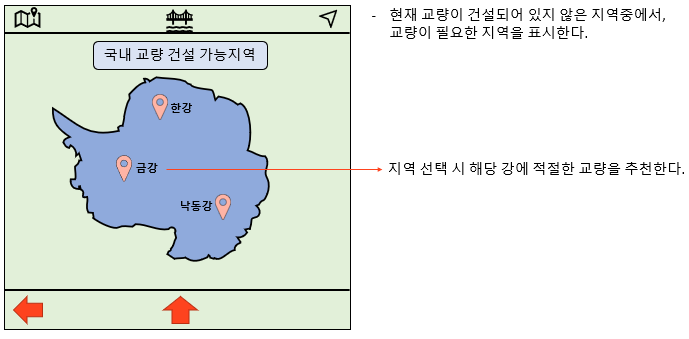 - 현재 교량이 건설되어 있지 않은 지역중에서,
교량이 필요한 지역을 표시한다.
국내 교량 건설 가능지역
한강
금강
지역 선택 시 해당 강에 적절한 교량을 추천한다.
낙동강